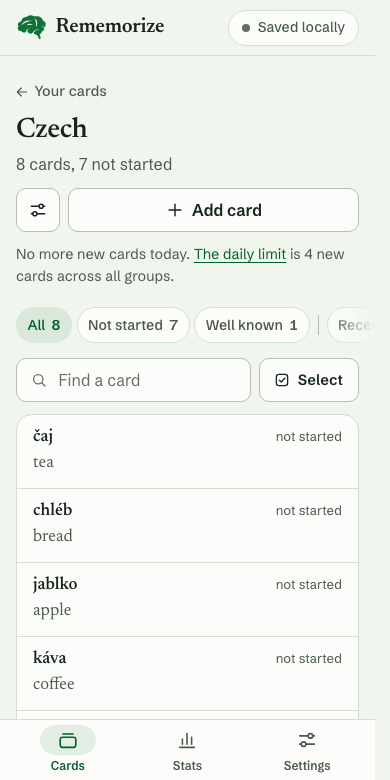 Rememorize
Saved locally
← Your cards
Czech
8 cards, 7 not started
+ Add card
No more new cards today. The daily limit is 4 new
cards across all groups.
All 8
Not started 7
Well known 1
Find a card
Select
čaj
not started
tea
chléb
not started
bread
jablko
not started
apple
káva
not started
coffee
Cards
Stats
Settings